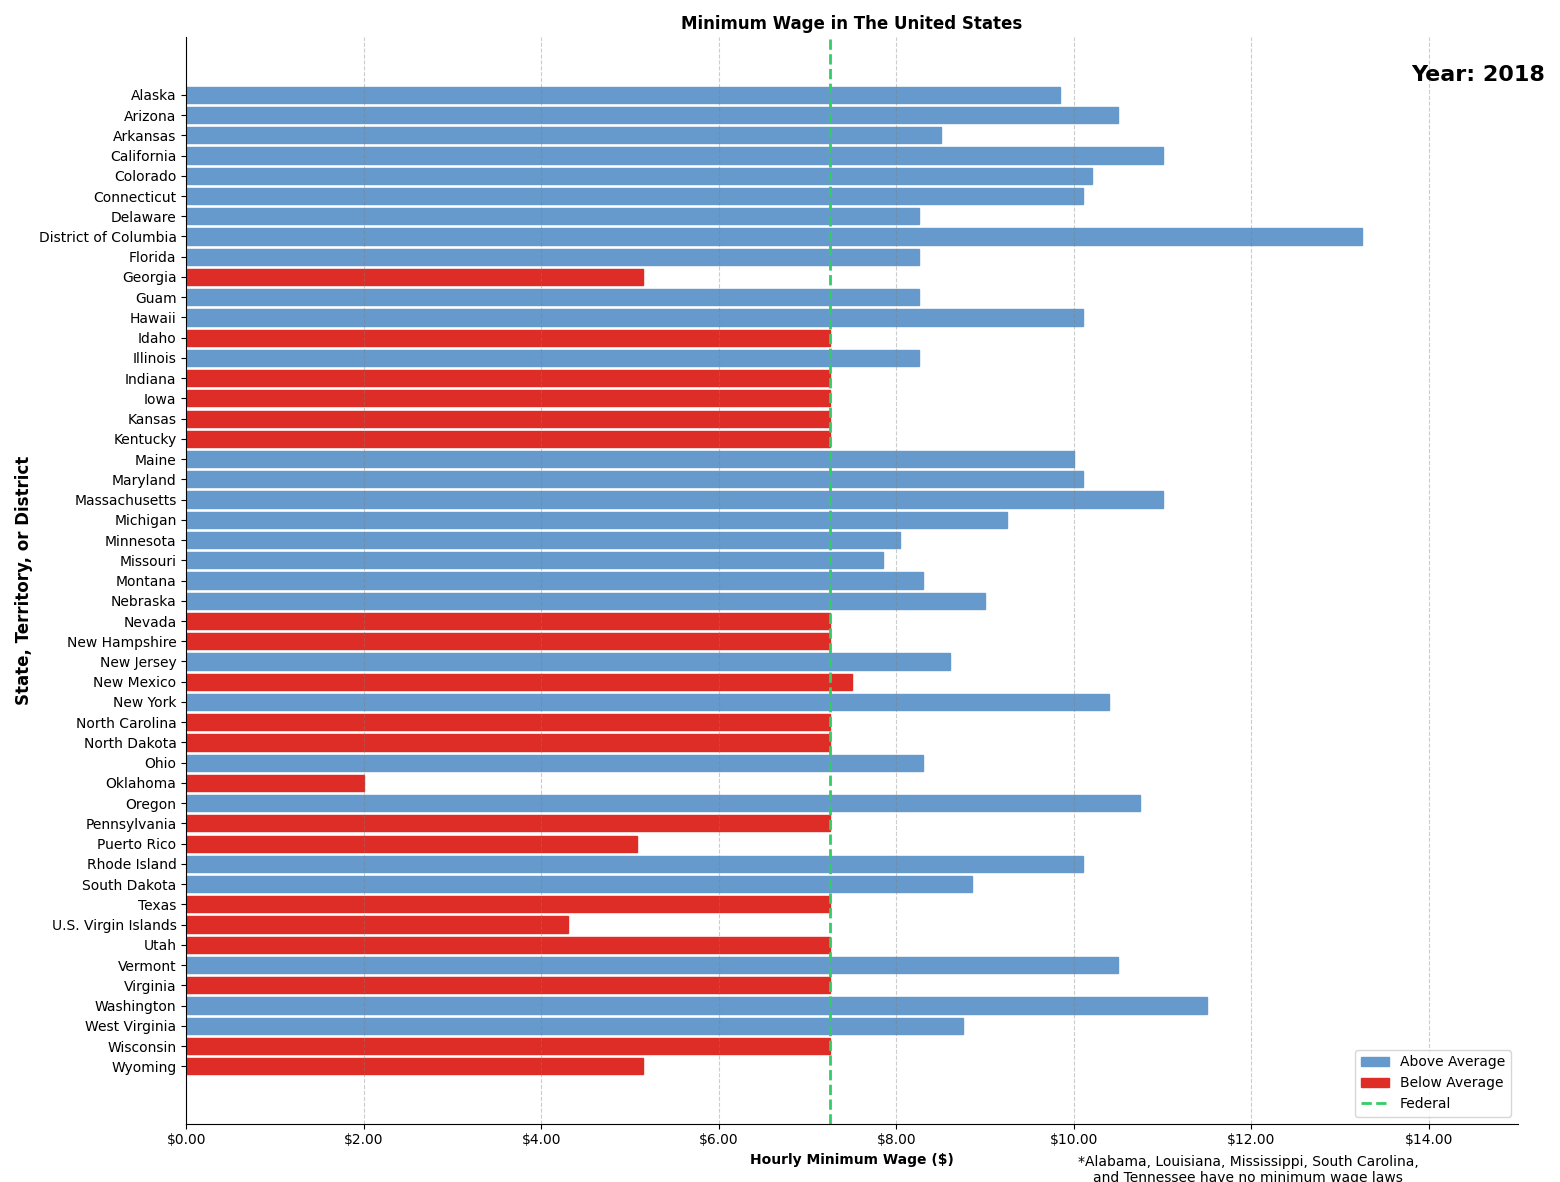 Minimum Wage in The United States
Year: 2018
State, Territory, or District
Alaska
Arizona
Arkansas
California
Colorado
Connecticut
Delaware
District of Columbia
Florida
Georgia
Guam
Hawaii
Idaho
Illinois
Indiana
Iowa
Kansas
Kentucky
Maine
Maryland
Massachusetts
Michigan
Minnesota
Missouri
Montana
Nebraska
Nevada
New Hampshire
New Jersey
New Mexico
New York
North Carolina
North Dakota
Ohio
Oklahoma
Oregon
Pennsylvania
Puerto Rico
Rhode Island
South Dakota
Texas
U.S. Virgin Islands
Utah
Vermont
Virginia
Washington
West Virginia
Wisconsin
Wyoming
Above Average
Below Average
Federal
$0.00 $2.00 $4.00 $6.00 $8.00 $10.00 $12.00 $14.00
Hourly Minimum Wage ($)
*Alabama, Louisiana, Mississippi, South Carolina,
and Tennessee have no minimum wage laws